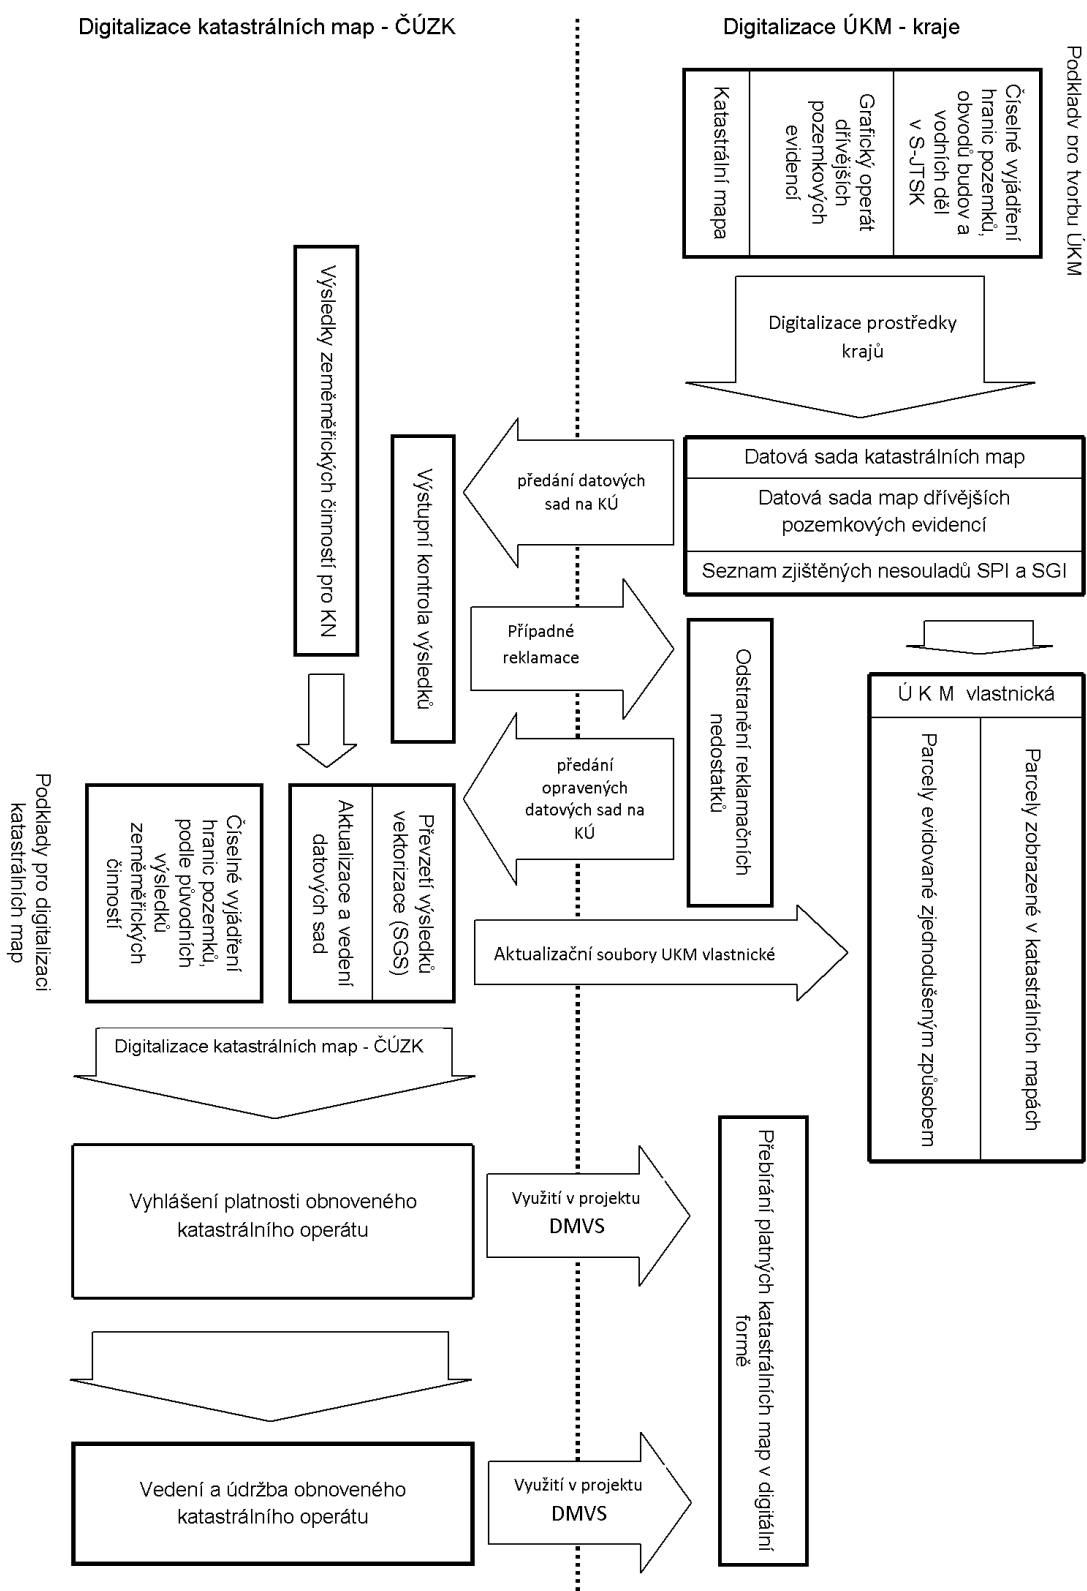 Digitalizace katastrálních map - ČÚZK
Digitalizace ÚKM - kraje
Podklady pro tvorbu ÚKM
Číselné vyjádření
hranic pozemků,
obvodů budov a
vodních děl
v S-JTSK
Grafický operát
dřívějších
pozemkových
evidencí
Katastrální mapa
Digitalizace prostředky
krajů
Datová sada katastrálních map
Datová sada map dřívějších
pozemkových evidencí
Seznam zjištěných nesouladů SPI a SGI
předání datových
sad na KÚ
Výstupní kontrola výsledků
Výsledky zeměměřických činností pro KN
Případné
reklamace
Odstranění reklamačních
nedostatků
předání
opravených
datových sad na
KÚ
Ú K M vlastnická
Parcely zobrazené v katastrálních mapách
Parcely evidované zjednodušeným způsobem
Převzetí výsledků
vektorizace (SGS)
Aktualizace a vedení
datových sad
Číselné vyjádření
hranic pozemků,
podle původních
výsledků
zeměměřických
činností
Podklady pro digitalizaci
katastrálních map
Aktualizační soubory UKM vlastnické
Digitalizace katastrálních map - ČÚZK
Vyhlášení platnosti obnoveného
katastrálního operátu
Využití v projektu
DMVS
Přebírání platných katastrálních map v digitální
formě
Vedení a údržba obnoveného
katastrálního operátu
Využití v projektu
DMVS